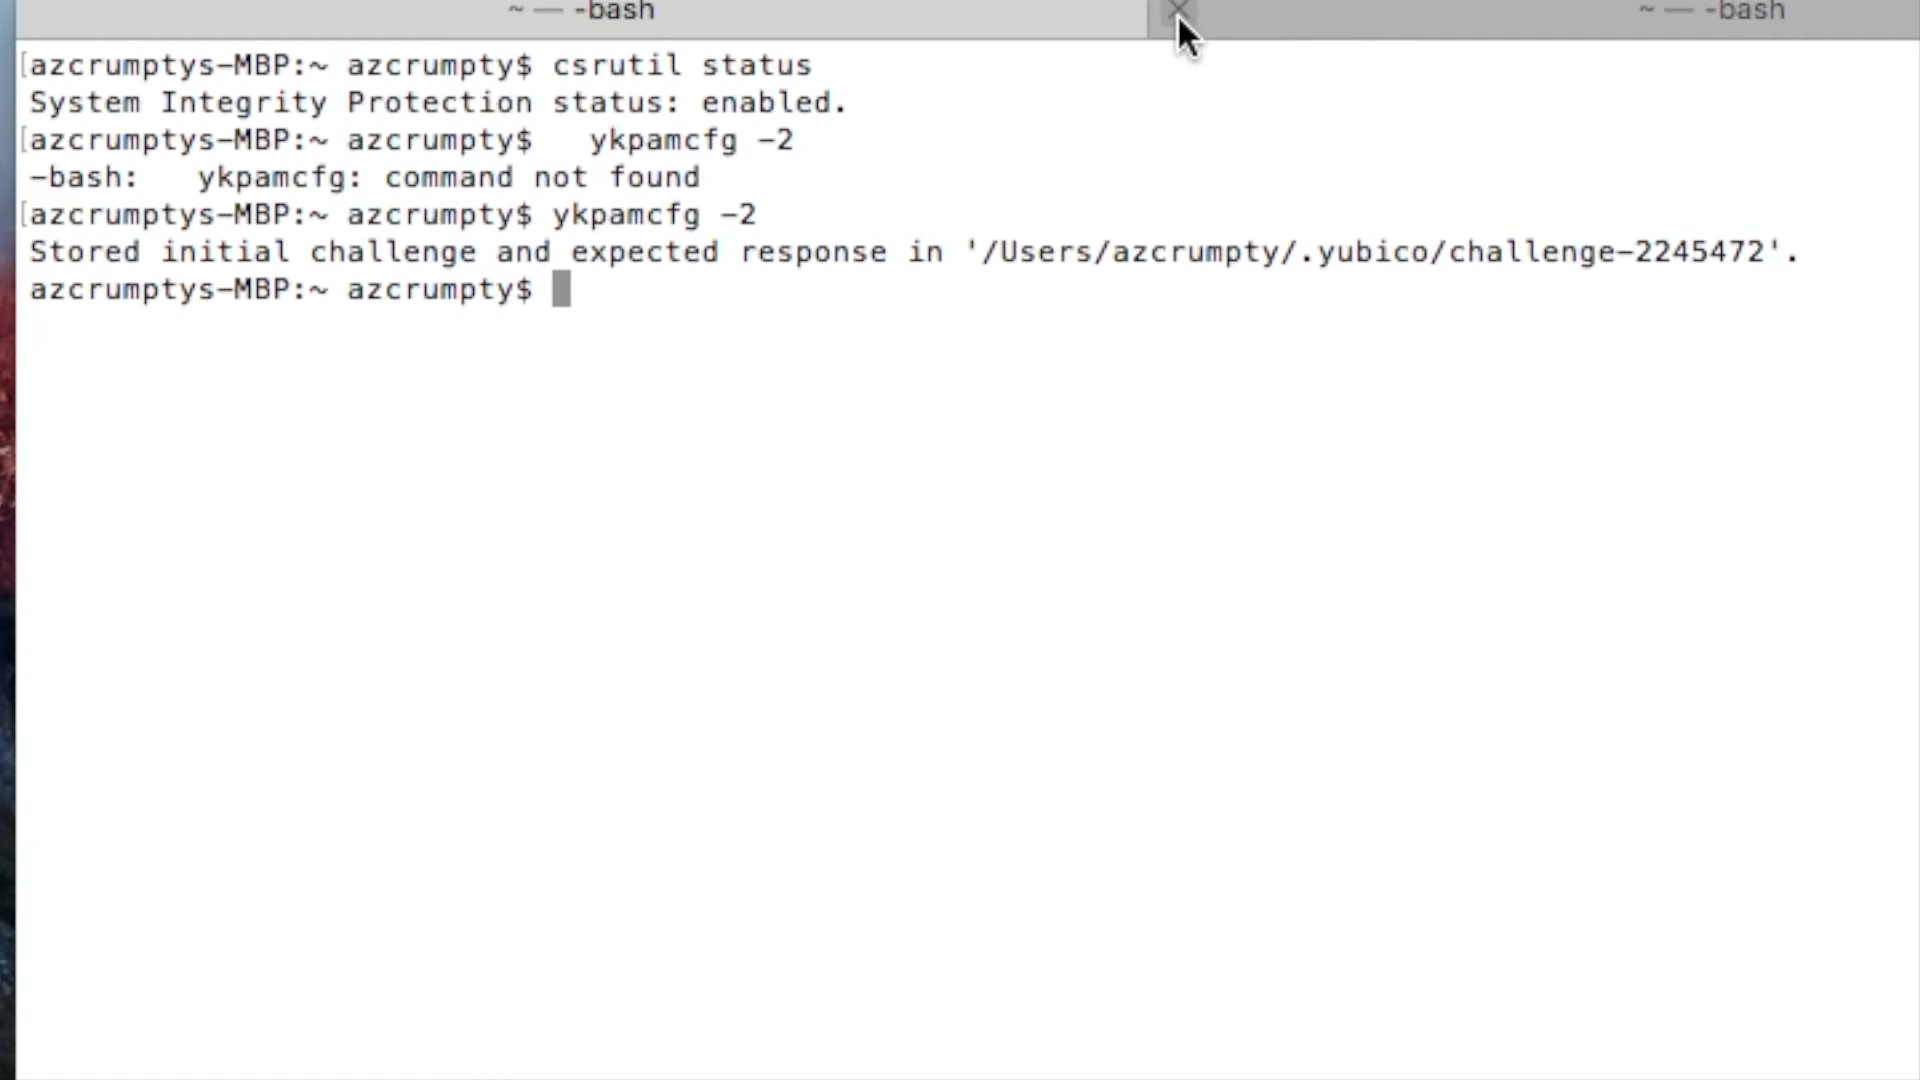 ~ — -bash
~ — -bash
[azcrumptys-MBP:~ azcrumpty$ csrutil status
System Integrity Protection status: enabled.
[azcrumptys-MBP:~ azcrumpty$   ykpamcfg -2
-bash:   ykpamcfg: command not found
[azcrumptys-MBP:~ azcrumpty$ ykpamcfg -2
Stored initial challenge and expected response in '/Users/azcrumpty/.yubico/challenge-2245472'.
azcrumptys-MBP:~ azcrumpty$